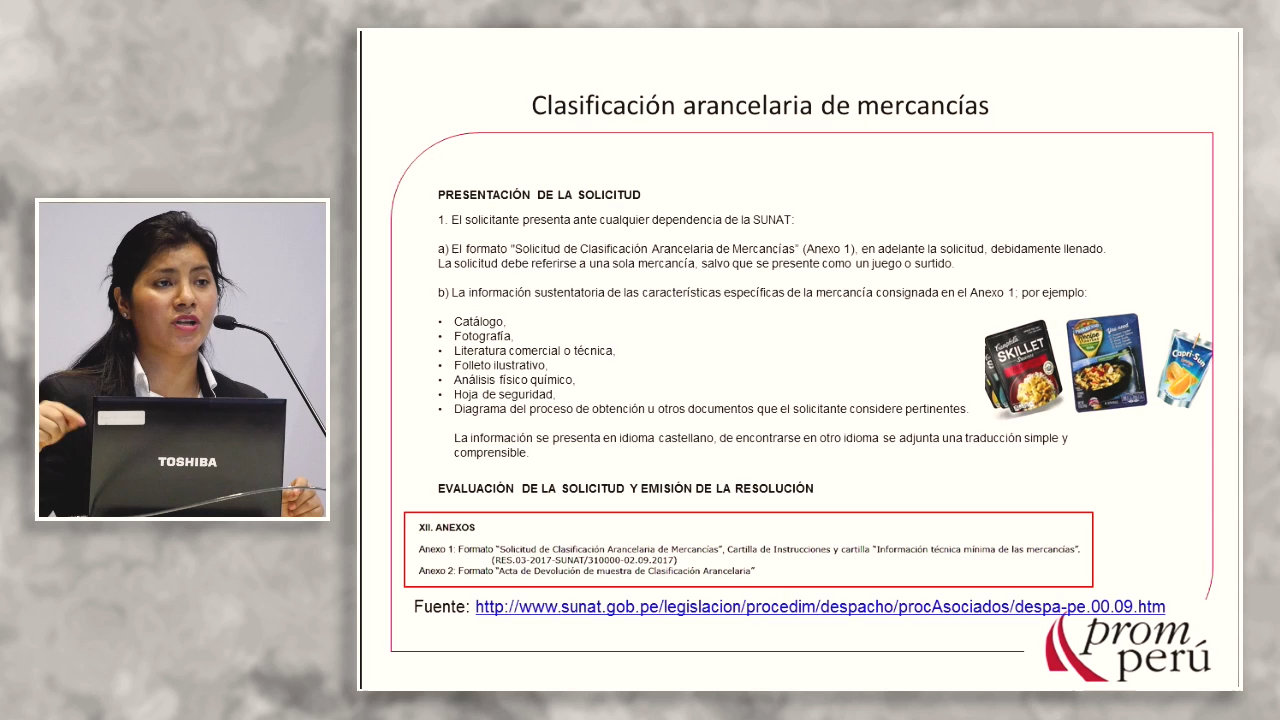 Clasificación arancelaria de mercancías
PRESENTACIÓN DE LA SOLICITUD
1. El solicitante presenta ante cualquier dependencia de la SUNAT:
a) El formato "Solicitud de Clasificación Arancelaria de Mercancías" (Anexo 1), en adelante la solicitud, debidamente llenado.
La solicitud debe referirse a una sola mercancía, salvo que se presente como un juego o surtido.
b) La información sustentatoria de las características específicas de la mercancía consignada en el Anexo 1; por ejemplo:
• Catálogo,
• Fotografía,
• Literatura comercial o técnica,
• Folleto ilustrativo,
• Análisis físico químico,
• Hoja de seguridad,
• Diagrama del proceso de obtención u otros documentos que el solicitante considere pertinentes.
Campbell's
SKILLET
Sauces
Recipe
Capri-Sun
La información se presenta en idioma castellano, de encontrarse en otro idioma se adjunta una traducción simple y
comprensible.
TOSHIBA
EVALUACIÓN DE LA SOLICITUD Y EMISIÓN DE LA RESOLUCIÓN
XII. ANEXOS
Anexo 1: Formato "Solicitud de Clasificación Arancelaria de Mercancías", Cartilla de Instrucciones y cartilla "Información técnica mínima de las mercancías".
(RES.03-2017-SUNAT/310000-02.09.2017)
Anexo 2: Formato "Acta de Devolución de muestra de Clasificación Arancelaria"
Fuente: http://www.sunat.gob.pe/legislacion/procedim/despacho/procAsociados/despa-pe.00.09.htm
prom
perú